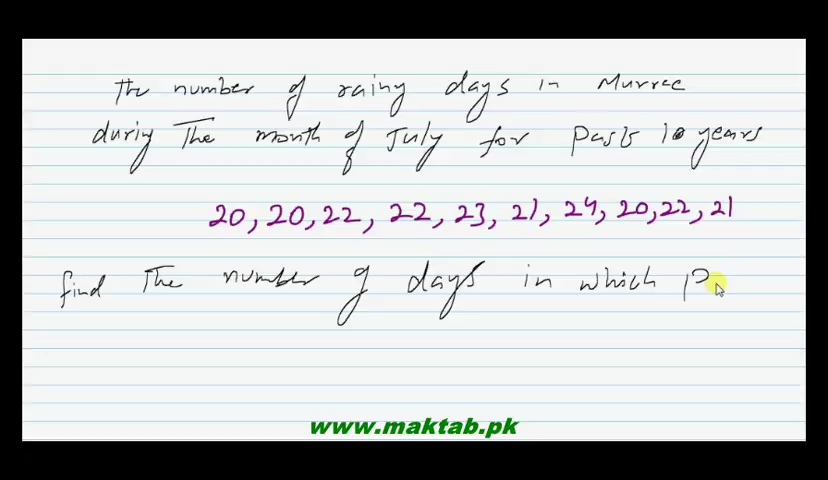 The number of rainy days in Murree
during The month of July for Past 10 years
20, 20, 22, 22, 23, 21, 24, 20, 22, 21
find the number of days in which P
www.maktab.pk